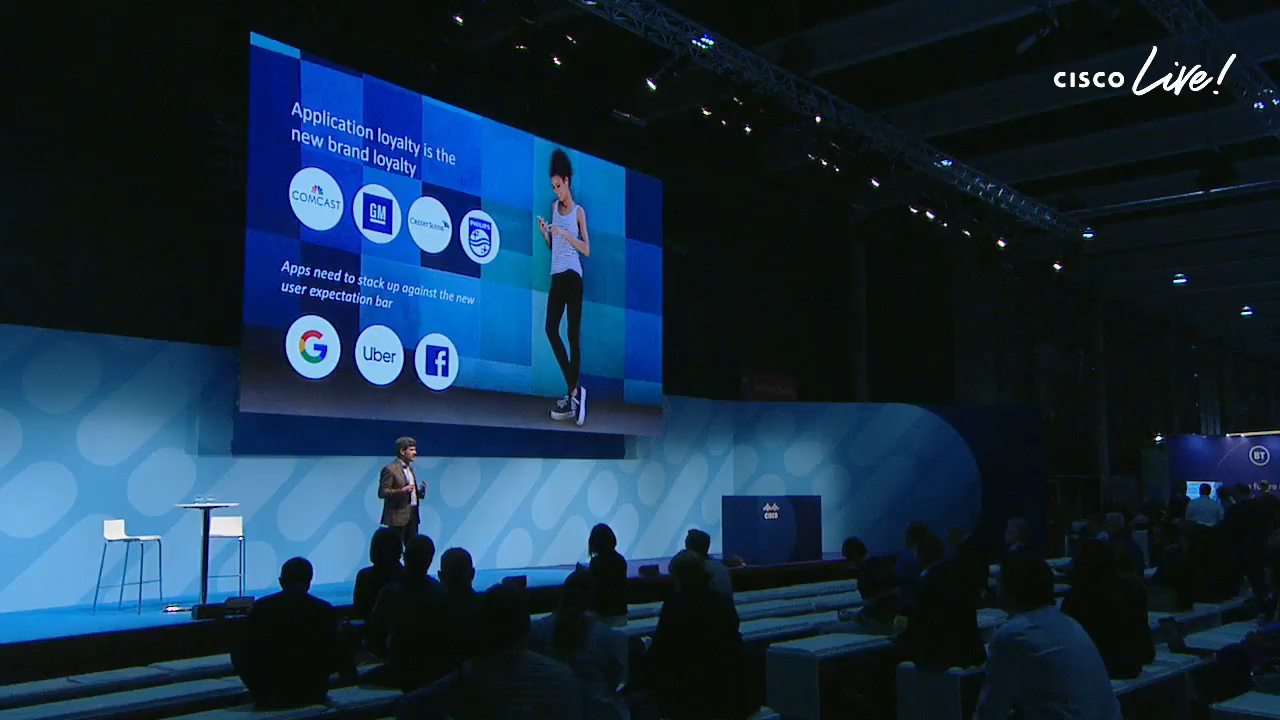 CISCO Live!
Application loyalty is the
new brand loyalty
COMCAST
GM
CREDIT SUISSE
PHILIPS
Apps need to stack up against the new
user expectation bar
G
Uber
f
CISCO
BT